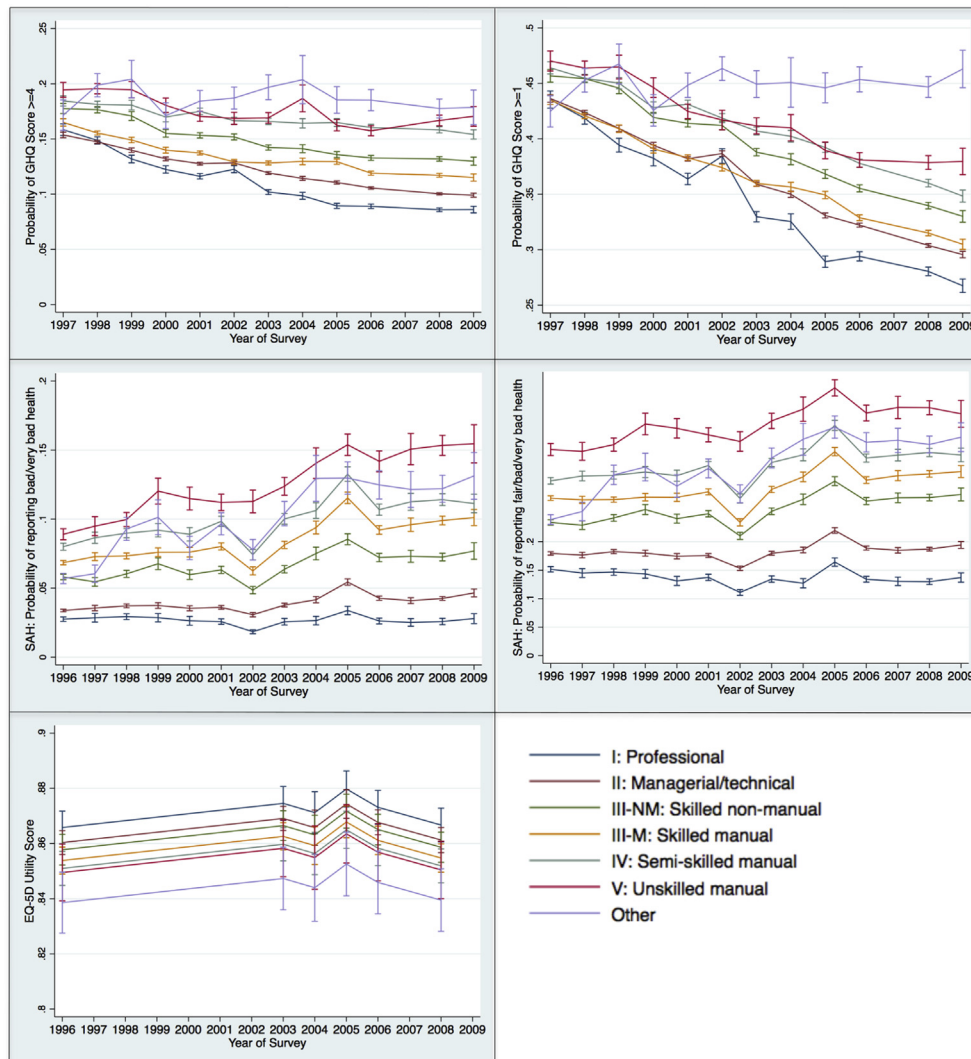 Probability of GHQ Score >=4
0 .05 .1 .15 .2 .25
1997 1998 1999 2000 2001 2002 2003 2004 2005 2006 2007 2008 2009
Year of Survey
Probability of GHQ Score >=1
.25 .3 .35 .4 .45 .5
1997 1998 1999 2000 2001 2002 2003 2004 2005 2006 2007 2008 2009
Year of Survey
SAH: Probability of reporting bad/very bad health
0 .05 .1 .15 .2
1996 1997 1998 1999 2000 2001 2002 2003 2004 2005 2006 2007 2008 2009
Year of Survey
SAH: Probability of reporting fair/bad/very bad health
0 .05 .1 .15 .2
1996 1997 1998 1999 2000 2001 2002 2003 2004 2005 2006 2007 2008 2009
Year of Survey
EQ-5D Utility Score
.8 .82 .84 .86 .88 .9
1996 1997 1998 1999 2000 2001 2002 2003 2004 2005 2006 2007 2008 2009
Year of Survey
I: Professional
II: Managerial/technical
III-NM: Skilled non-manual
III-M: Skilled manual
IV: Semi-skilled manual
V: Unskilled manual
Other